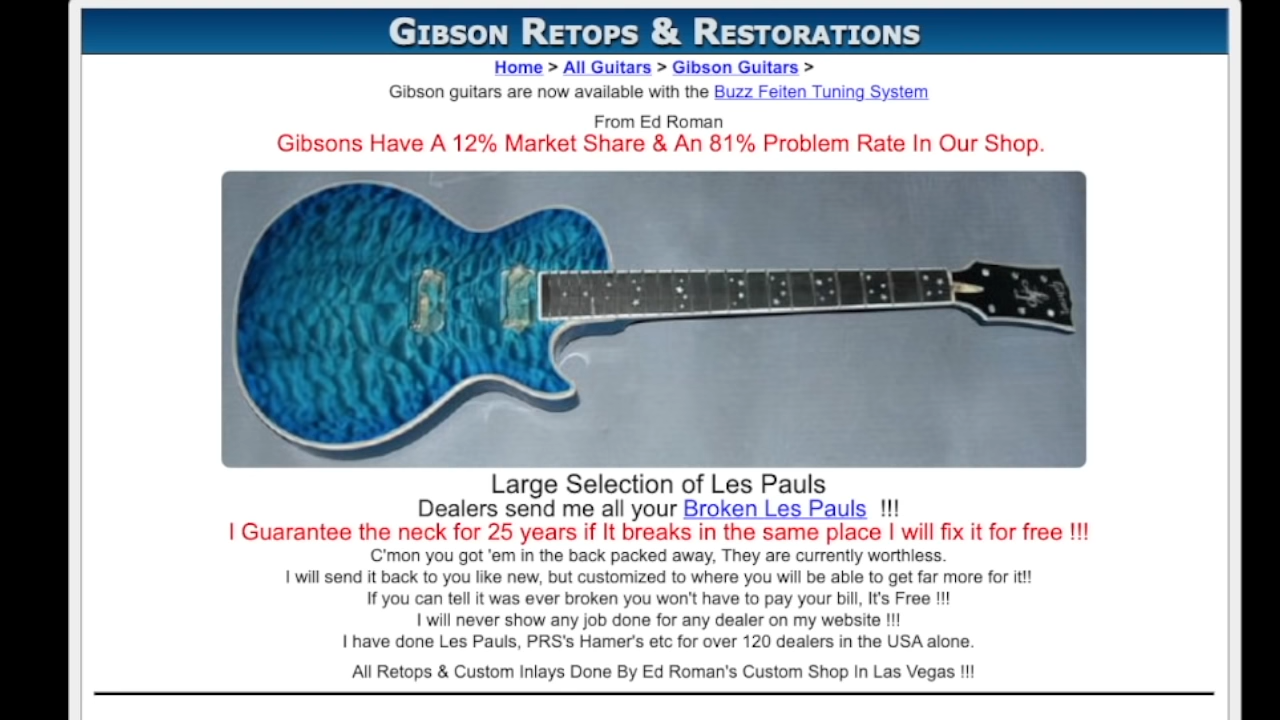 Gibson Retops & Restorations
Home > All Guitars > Gibson Guitars >
Gibson guitars are now available with the Buzz Feiten Tuning System
From Ed Roman
Gibsons Have A 12% Market Share & An 81% Problem Rate In Our Shop.
Large Selection of Les Pauls
Dealers send me all your Broken Les Pauls !!!
I Guarantee the neck for 25 years if It breaks in the same place I will fix it for free !!!
C'mon you got 'em in the back packed away, They are currently worthless.
I will send it back to you like new, but customized to where you will be able to get far more for it!!
If you can tell it was ever broken you won't have to pay your bill, It's Free !!!
I will never show any job done for any dealer on my website !!!
I have done Les Pauls, PRS's Hamer's etc for over 120 dealers in the USA alone.
All Retops & Custom Inlays Done By Ed Roman's Custom Shop In Las Vegas !!!